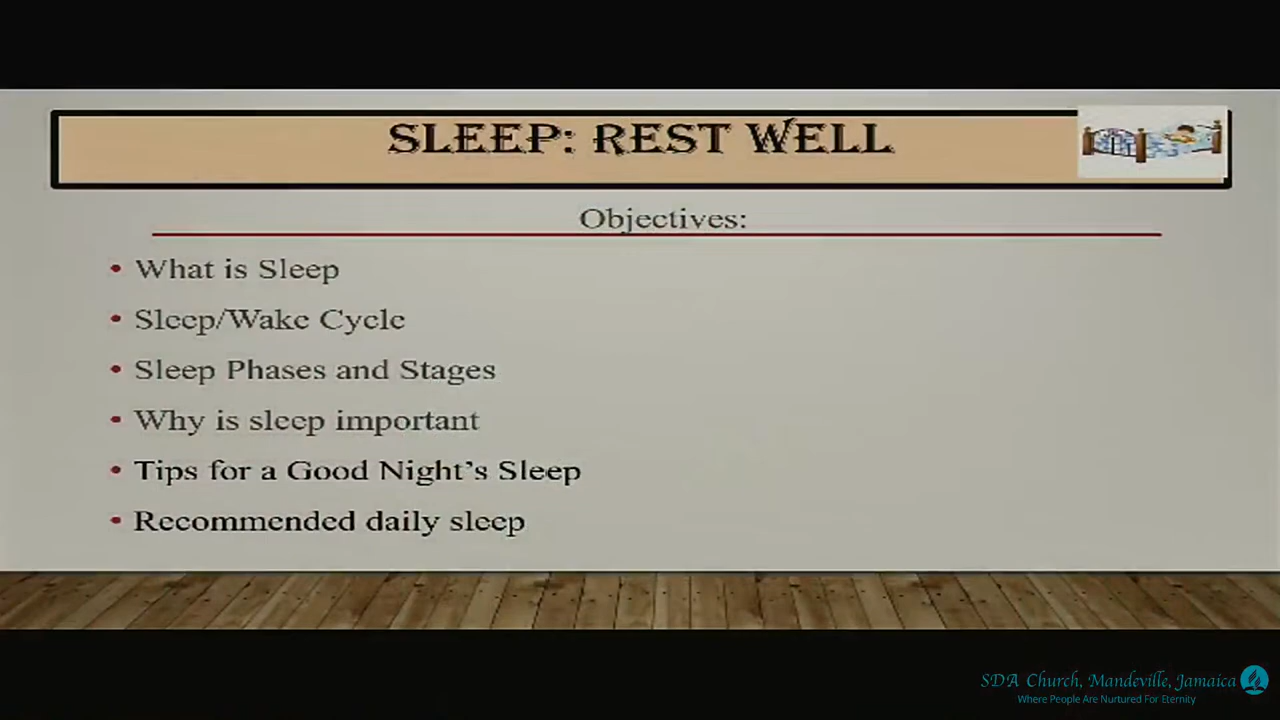 SLEEP: REST WELL
Objectives:
• What is Sleep
• Sleep/Wake Cycle
• Sleep Phases and Stages
• Why is sleep important
• Tips for a Good Night’s Sleep
• Recommended daily sleep
SDA Church, Mandeville, Jamaica
Where People Are Nurtured For Eternity